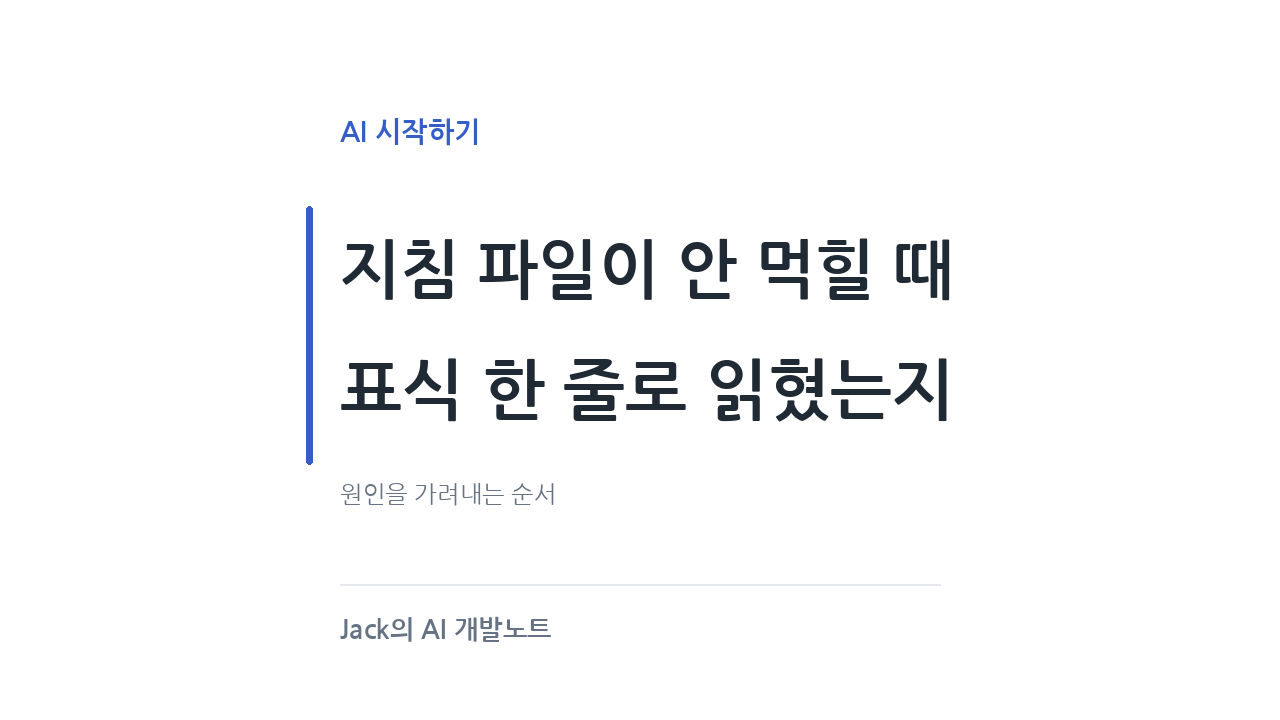 AI 시작하기
지침 파일이 안 먹힐 때
표식 한 줄로 읽혔는지
원인을 가려내는 순서
Jack의 AI 개발노트